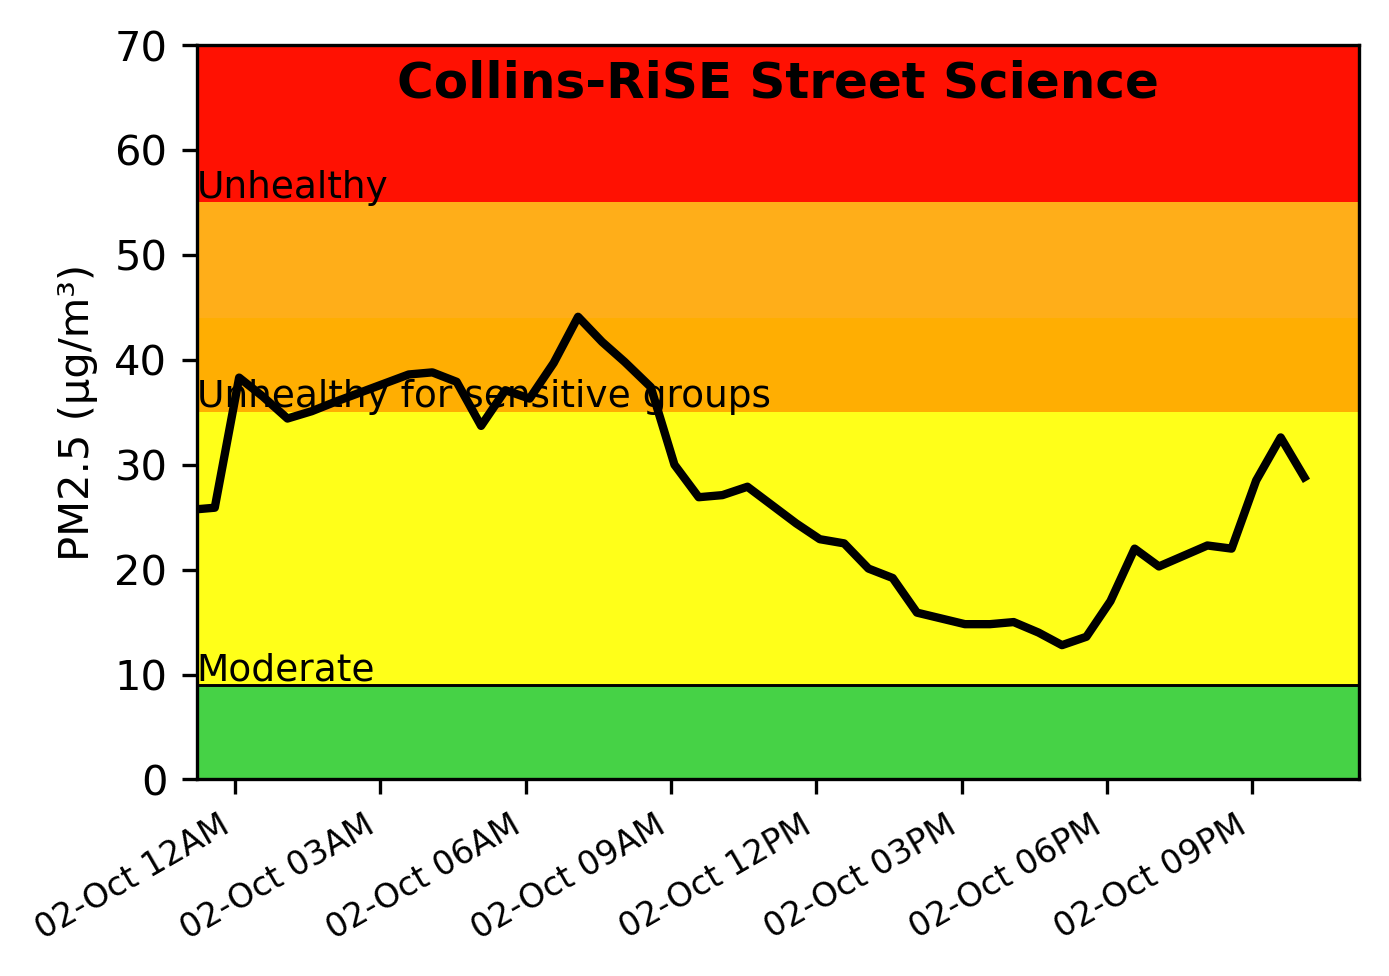 Collins-RiSE Street Science
70
60
50
40
30
20
10
0
PM2.5 (µg/m³)
Unhealthy
Unhealthy for sensitive groups
Moderate
02-Oct 12AM
02-Oct 03AM
02-Oct 06AM
02-Oct 09AM
02-Oct 12PM
02-Oct 03PM
02-Oct 06PM
02-Oct 09PM